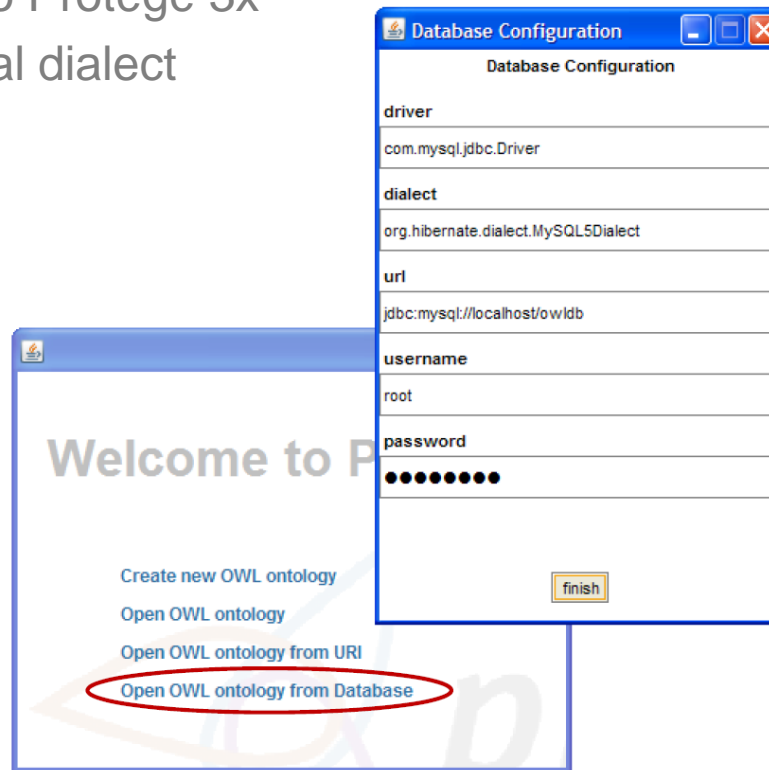 Protege 3x
al dialect
Database Configuration
Database Configuration
driver
com.mysql.jdbc.Driver
dialect
org.hibernate.dialect.MySQL5Dialect
url
jdbc:mysql://localhost/owldb
username
root
password
●●●●●●●●
finish
Welcome to P
Create new OWL ontology
Open OWL ontology
Open OWL ontology from URI
Open OWL ontology from Database
p